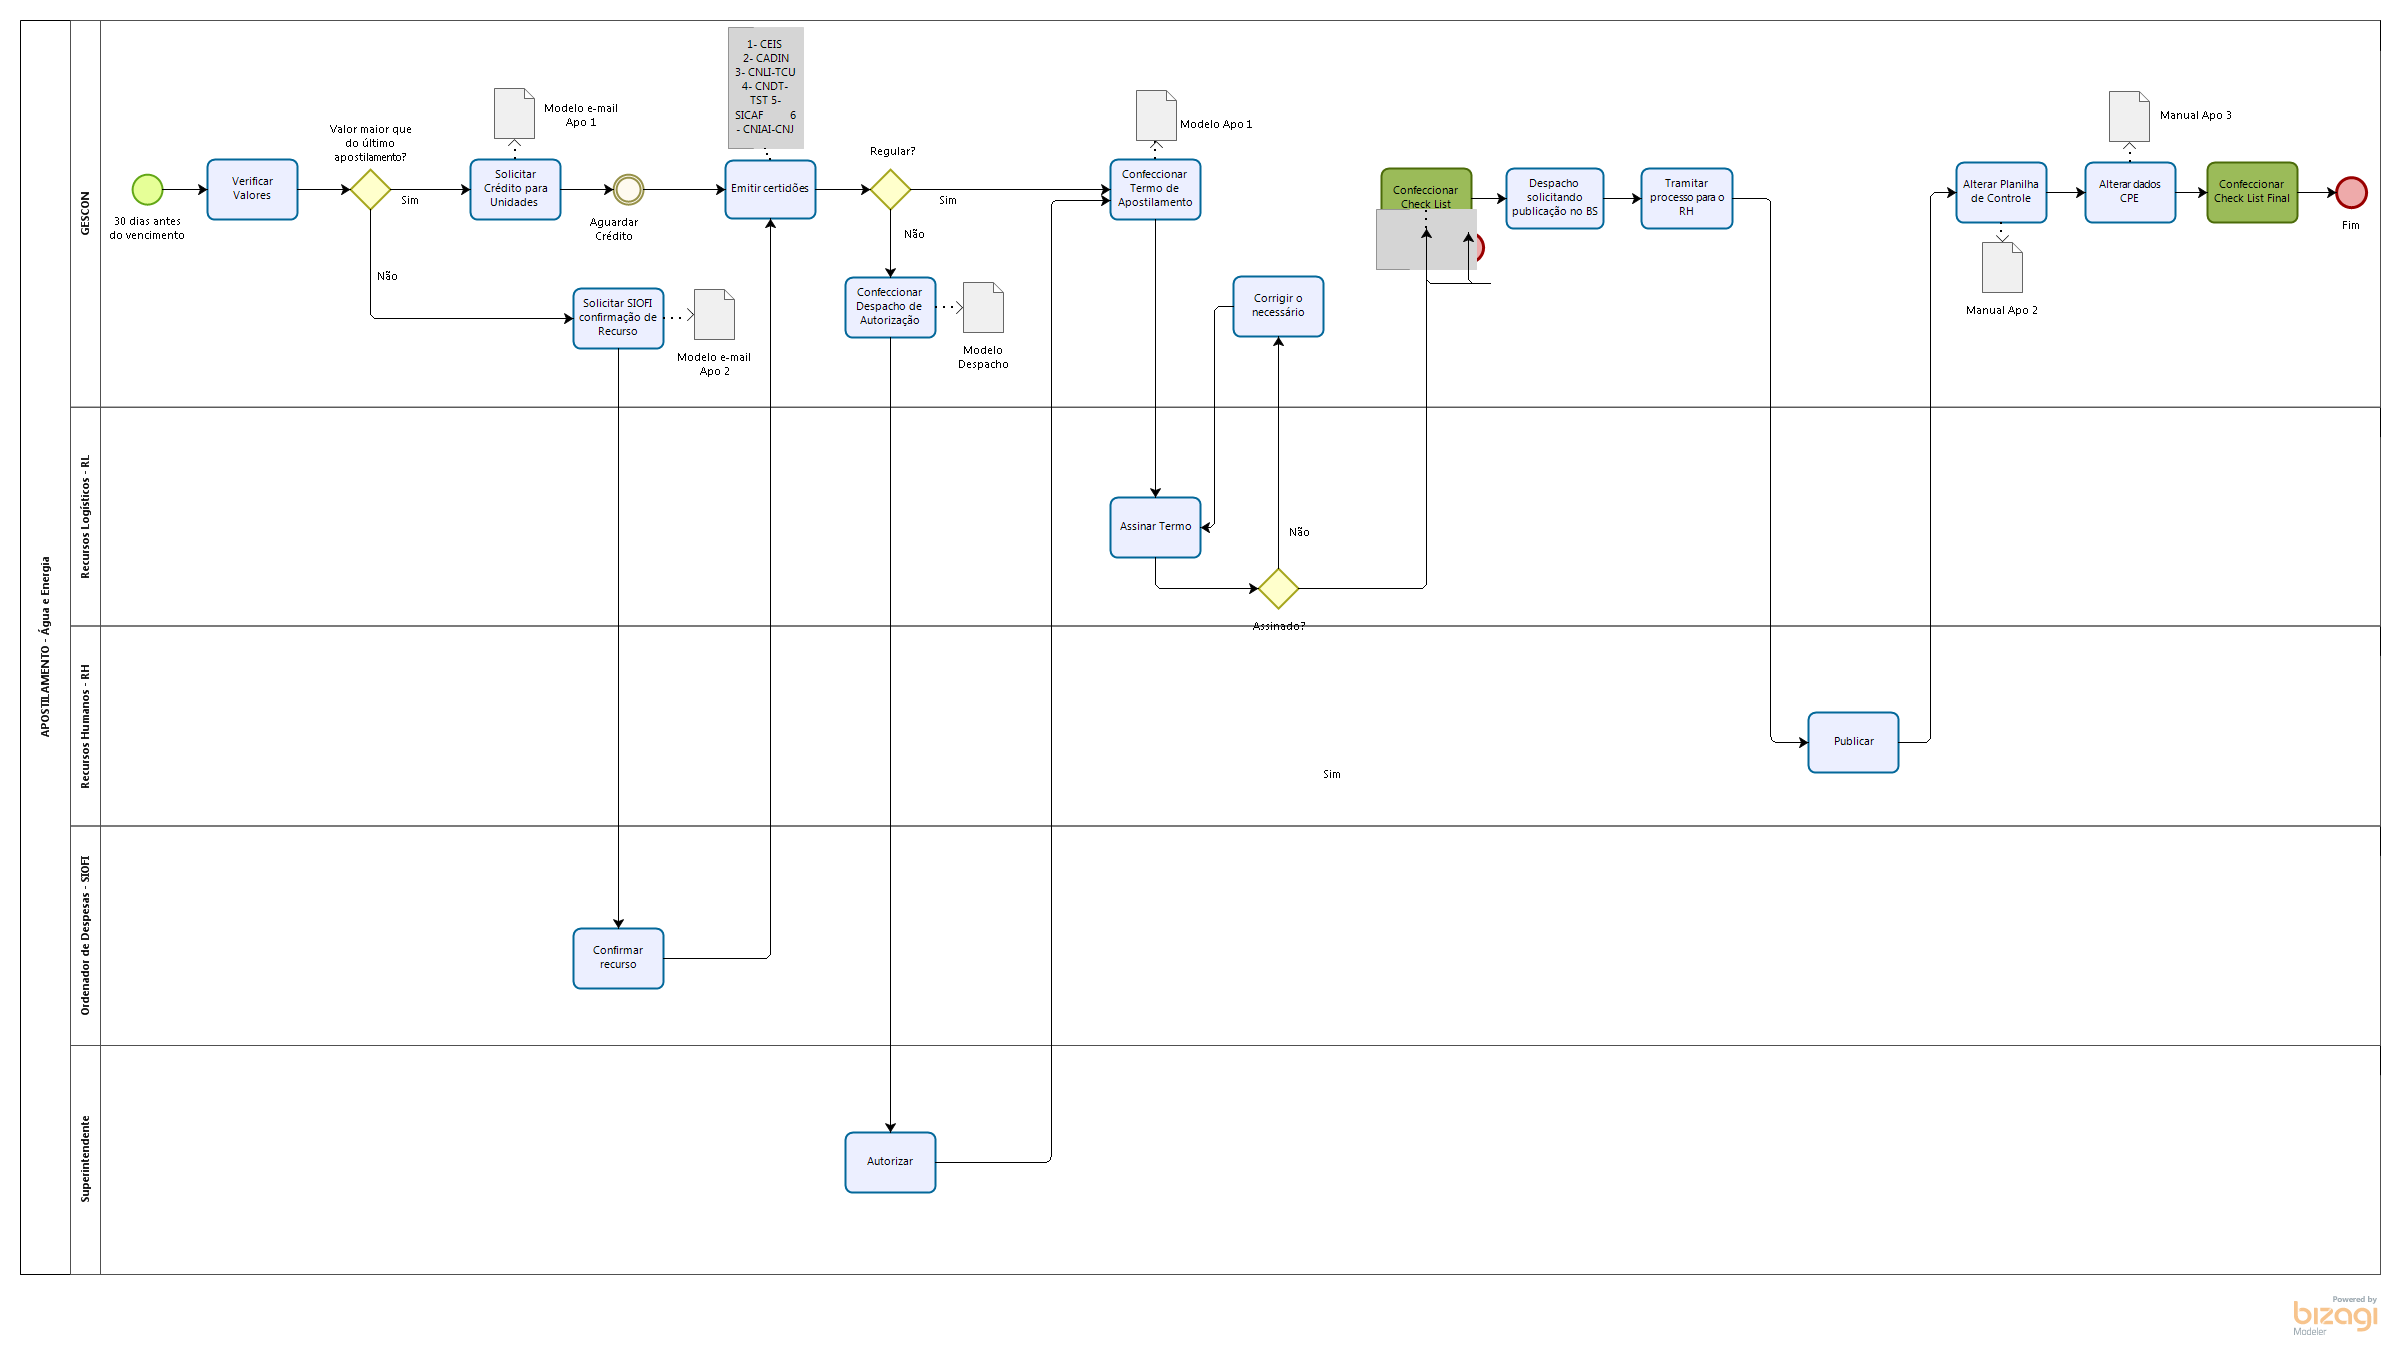 APOSTILAMENTO - Água e Energia
GESCON
30 dias antes
do vencimento
Verificar
Valores
Valor maior que
do último
apostilamento?
Sim
Não
Solicitar
Crédito para
Unidades
Modelo e-mail
Apo 1
Aguardar
Crédito
Solicitar SIOFI
confirmação de
Recurso
Modelo e-mail
Apo 2
1- CEIS
2- CADIN
3- CNLI-TCU
4- CNDT-
TST 5-
SICAF 6
- CNIAI-CNJ
Emitir certidões
Regular?
Sim
Não
Confeccionar
Despacho de
Autorização
Modelo
Despacho
Confeccionar
Termo de
Apostilamento
Modelo Apo 1
Corrigir o
necessário
Confeccionar
Check List
Despacho
solicitando
publicação no BS
Tramitar
processo para o
RH
Alterar Planilha
de Controle
Manual Apo 2
Alterar dados
CPE
Manual Apo 3
Confeccionar
Check List Final
Fim
Recursos Logísticos - RL
Assinar Termo
Não
Assinado?
Recursos Humanos - RH
Sim
Publicar
Ordenador de Despesas - SIOFI
Confirmar
recurso
Superintendente
Autorizar
Powered by
bizagi
Modeler